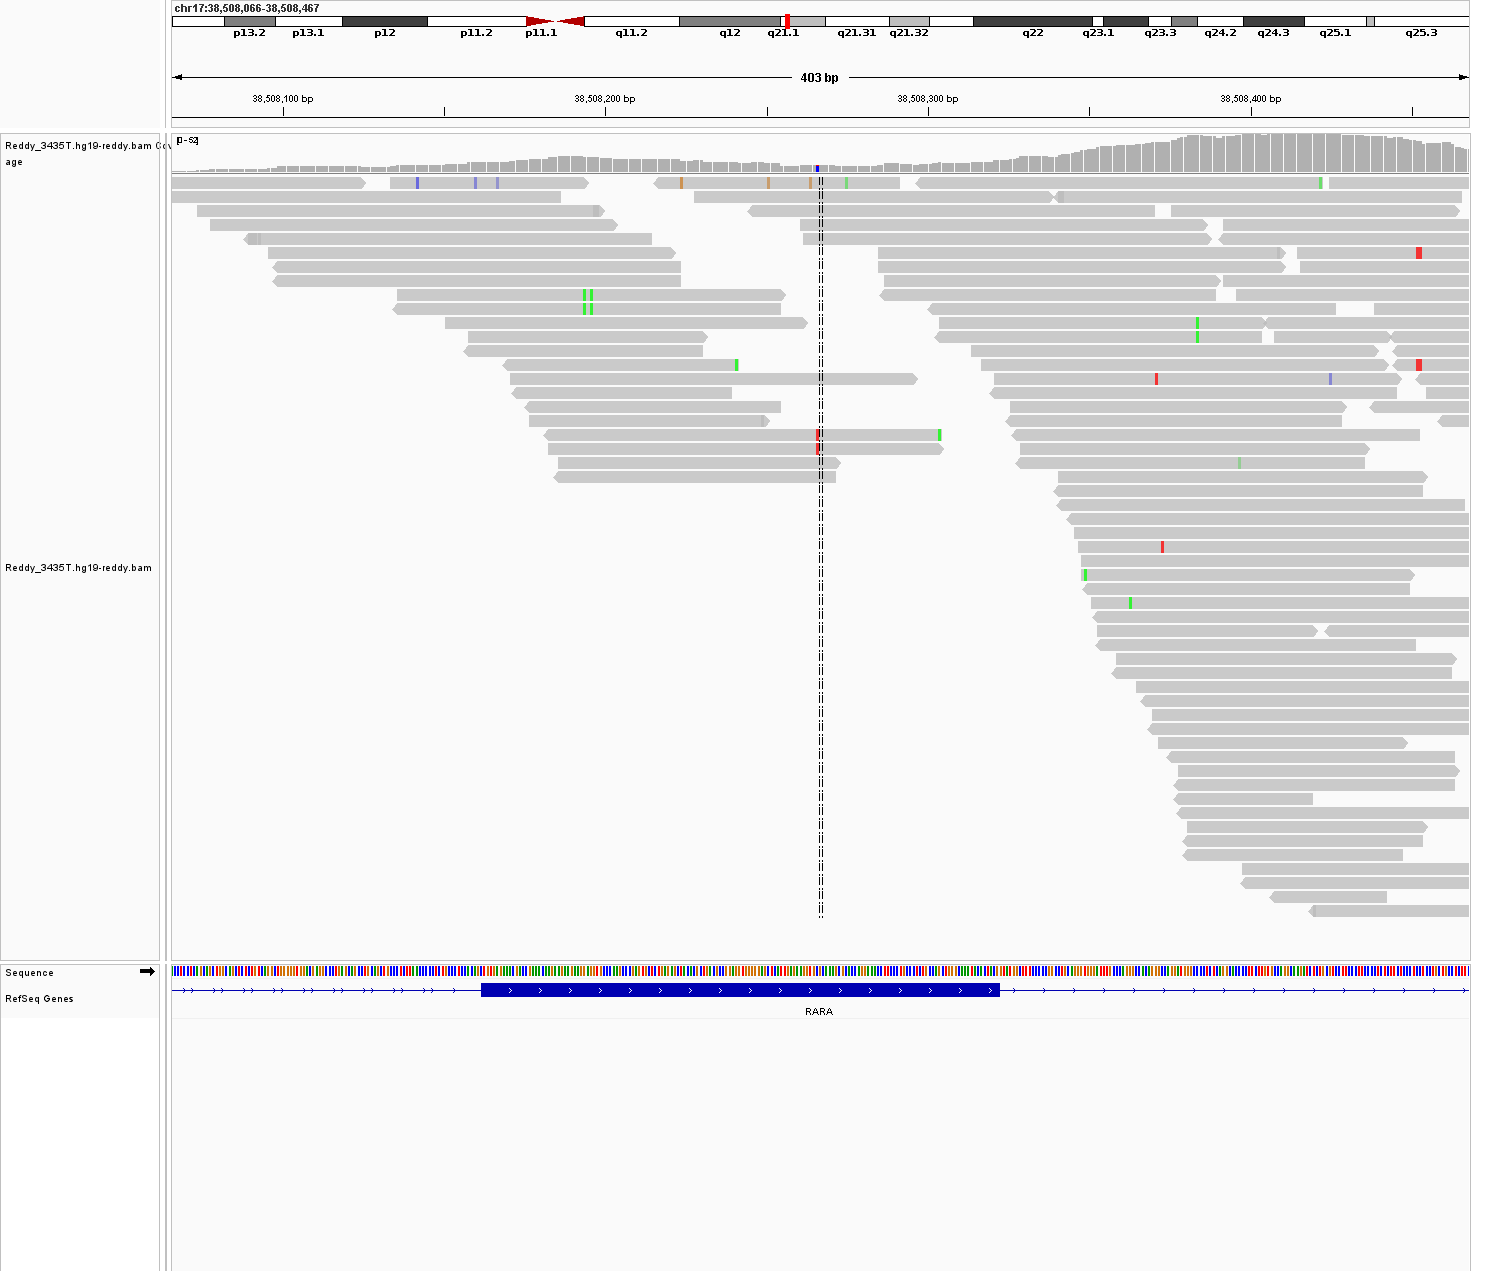 chr17:38,508,066-38,508,467
p13.2 p13.1 p12 p11.2 p11.1 q11.2 q12 q21.1 q21.31 q21.32 q22 q23.1 q23.3 q24.2 q24.3 q25.1 q25.3
403 bp
38,508,100 bp 38,508,200 bp 38,508,300 bp 38,508,400 bp
Reddy_3435T.hg19-reddy.bam Cov
age
[0 - 52]
Reddy_3435T.hg19-reddy.bam
Sequence
RefSeq Genes
RARA